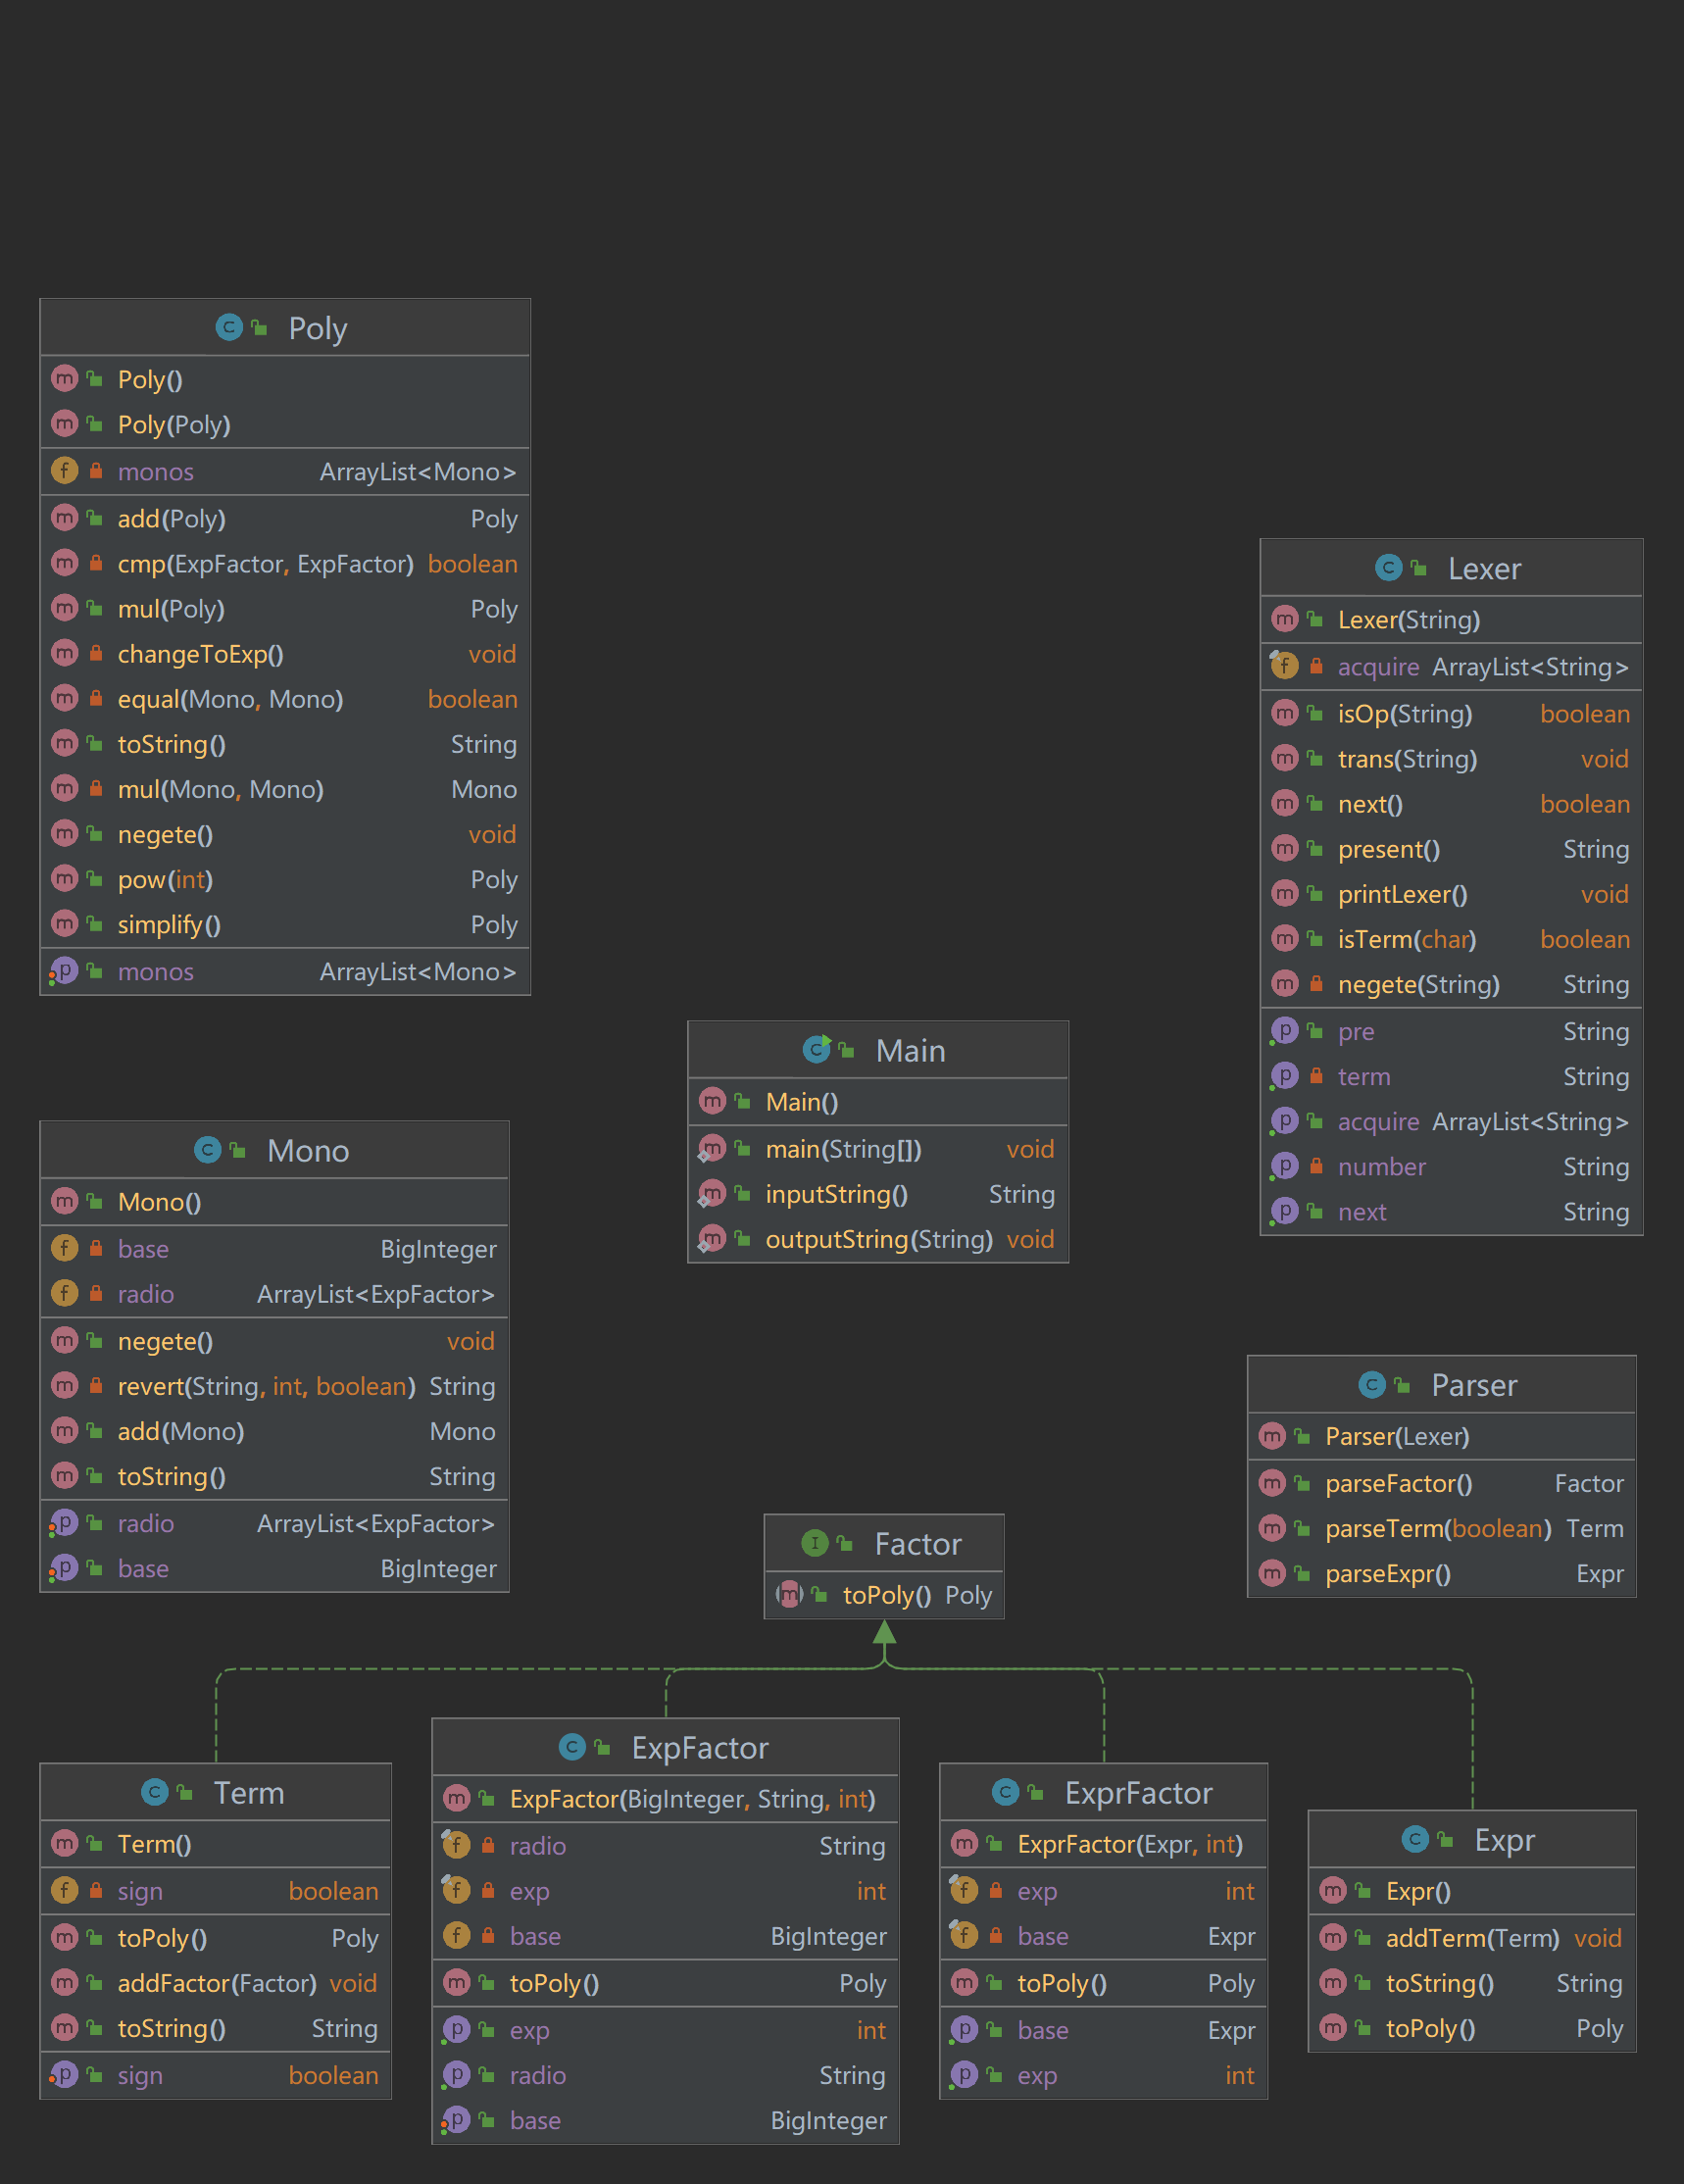 Poly
Poly()
Poly(Poly)
monos ArrayList<Mono>
add(Poly) Poly
cmp(ExpFactor, ExpFactor) boolean
mul(Poly) Poly
changeToExp() void
equal(Mono, Mono) boolean
toString() String
mul(Mono, Mono) Mono
negete() void
pow(int) Poly
simplify() Poly
monos ArrayList<Mono>
Lexer
Lexer(String)
acquire ArrayList<String>
isOp(String) boolean
trans(String) void
next() boolean
present() String
printLexer() void
isTerm(char) boolean
negete(String) String
pre String
term String
acquire ArrayList<String>
number String
next String
Main
Main()
main(String[]) void
inputString() String
outputString(String) void
Mono
Mono()
base BigInteger
radio ArrayList<ExpFactor>
negete() void
revert(String, int, boolean) String
add(Mono) Mono
toString() String
radio ArrayList<ExpFactor>
base BigInteger
Parser
Parser(Lexer)
parseFactor() Factor
parseTerm(boolean) Term
parseExpr() Expr
Factor
toPoly() Poly
Term
Term()
sign boolean
toPoly() Poly
addFactor(Factor) void
toString() String
sign boolean
ExpFactor
ExpFactor(BigInteger, String, int)
radio String
exp int
base BigInteger
toPoly() Poly
exp int
radio String
base BigInteger
ExprFactor
ExprFactor(Expr, int)
exp int
base Expr
toPoly() Poly
base Expr
exp int
Expr
Expr()
addTerm(Term) void
toString() String
toPoly() Poly